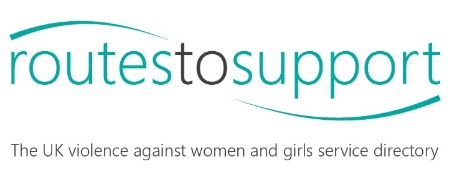 routestosupport
The UK violence against women and girls service directory